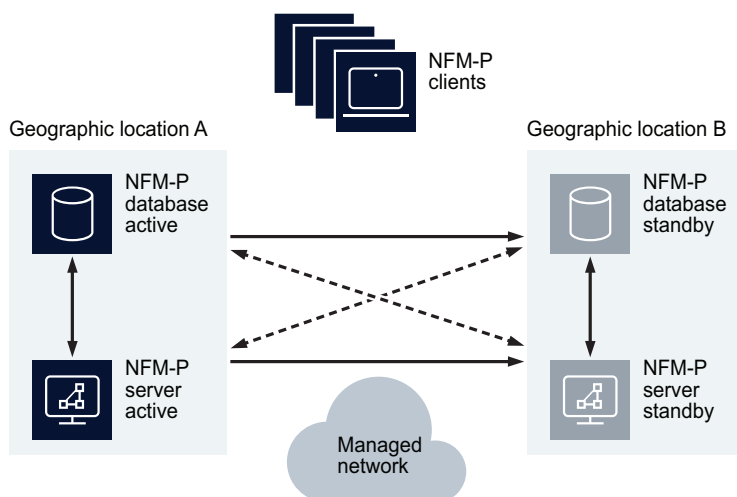 NFM-P
clients
Geographic location A
Geographic location B
NFM-P
database
active
NFM-P
database
standby
NFM-P
server
active
NFM-P
server
standby
Managed
network